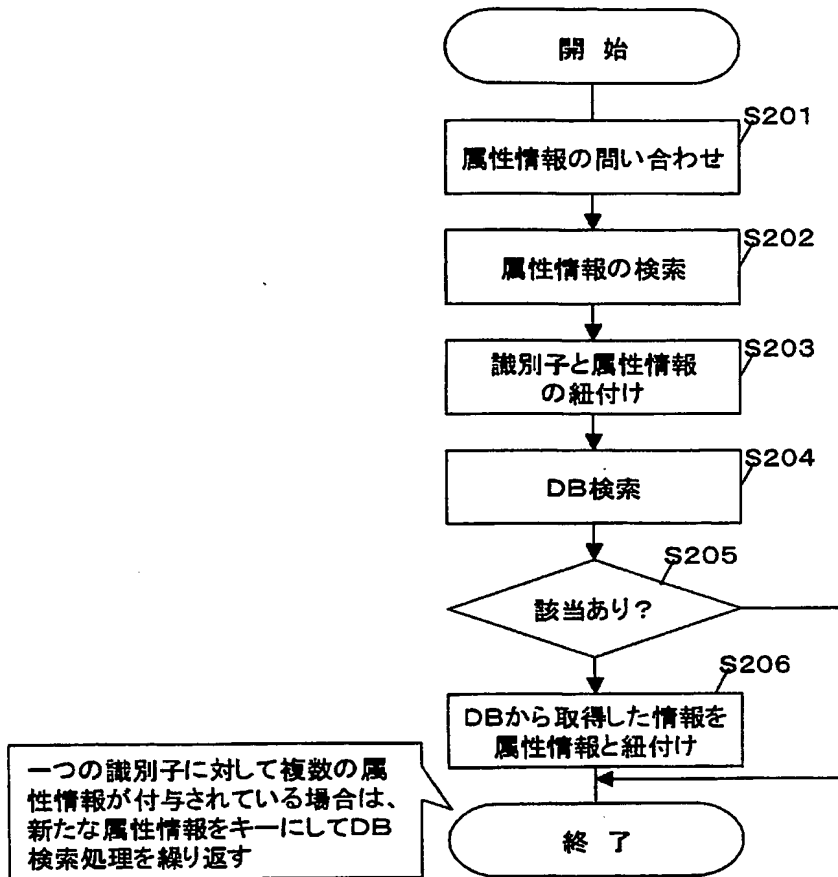 開 始
S201
属性情報の問い合わせ
S202
属性情報の検索
S203
識別子と属性情報
の紐付け
S204
DB検索
S205
該当あり?
S206
DBから取得した情報を
属性情報と紐付け
一つの識別子に対して複数の属
性情報が付与されている場合は、
新たな属性情報をキーにしてDB
検索処理を繰り返す
終 了